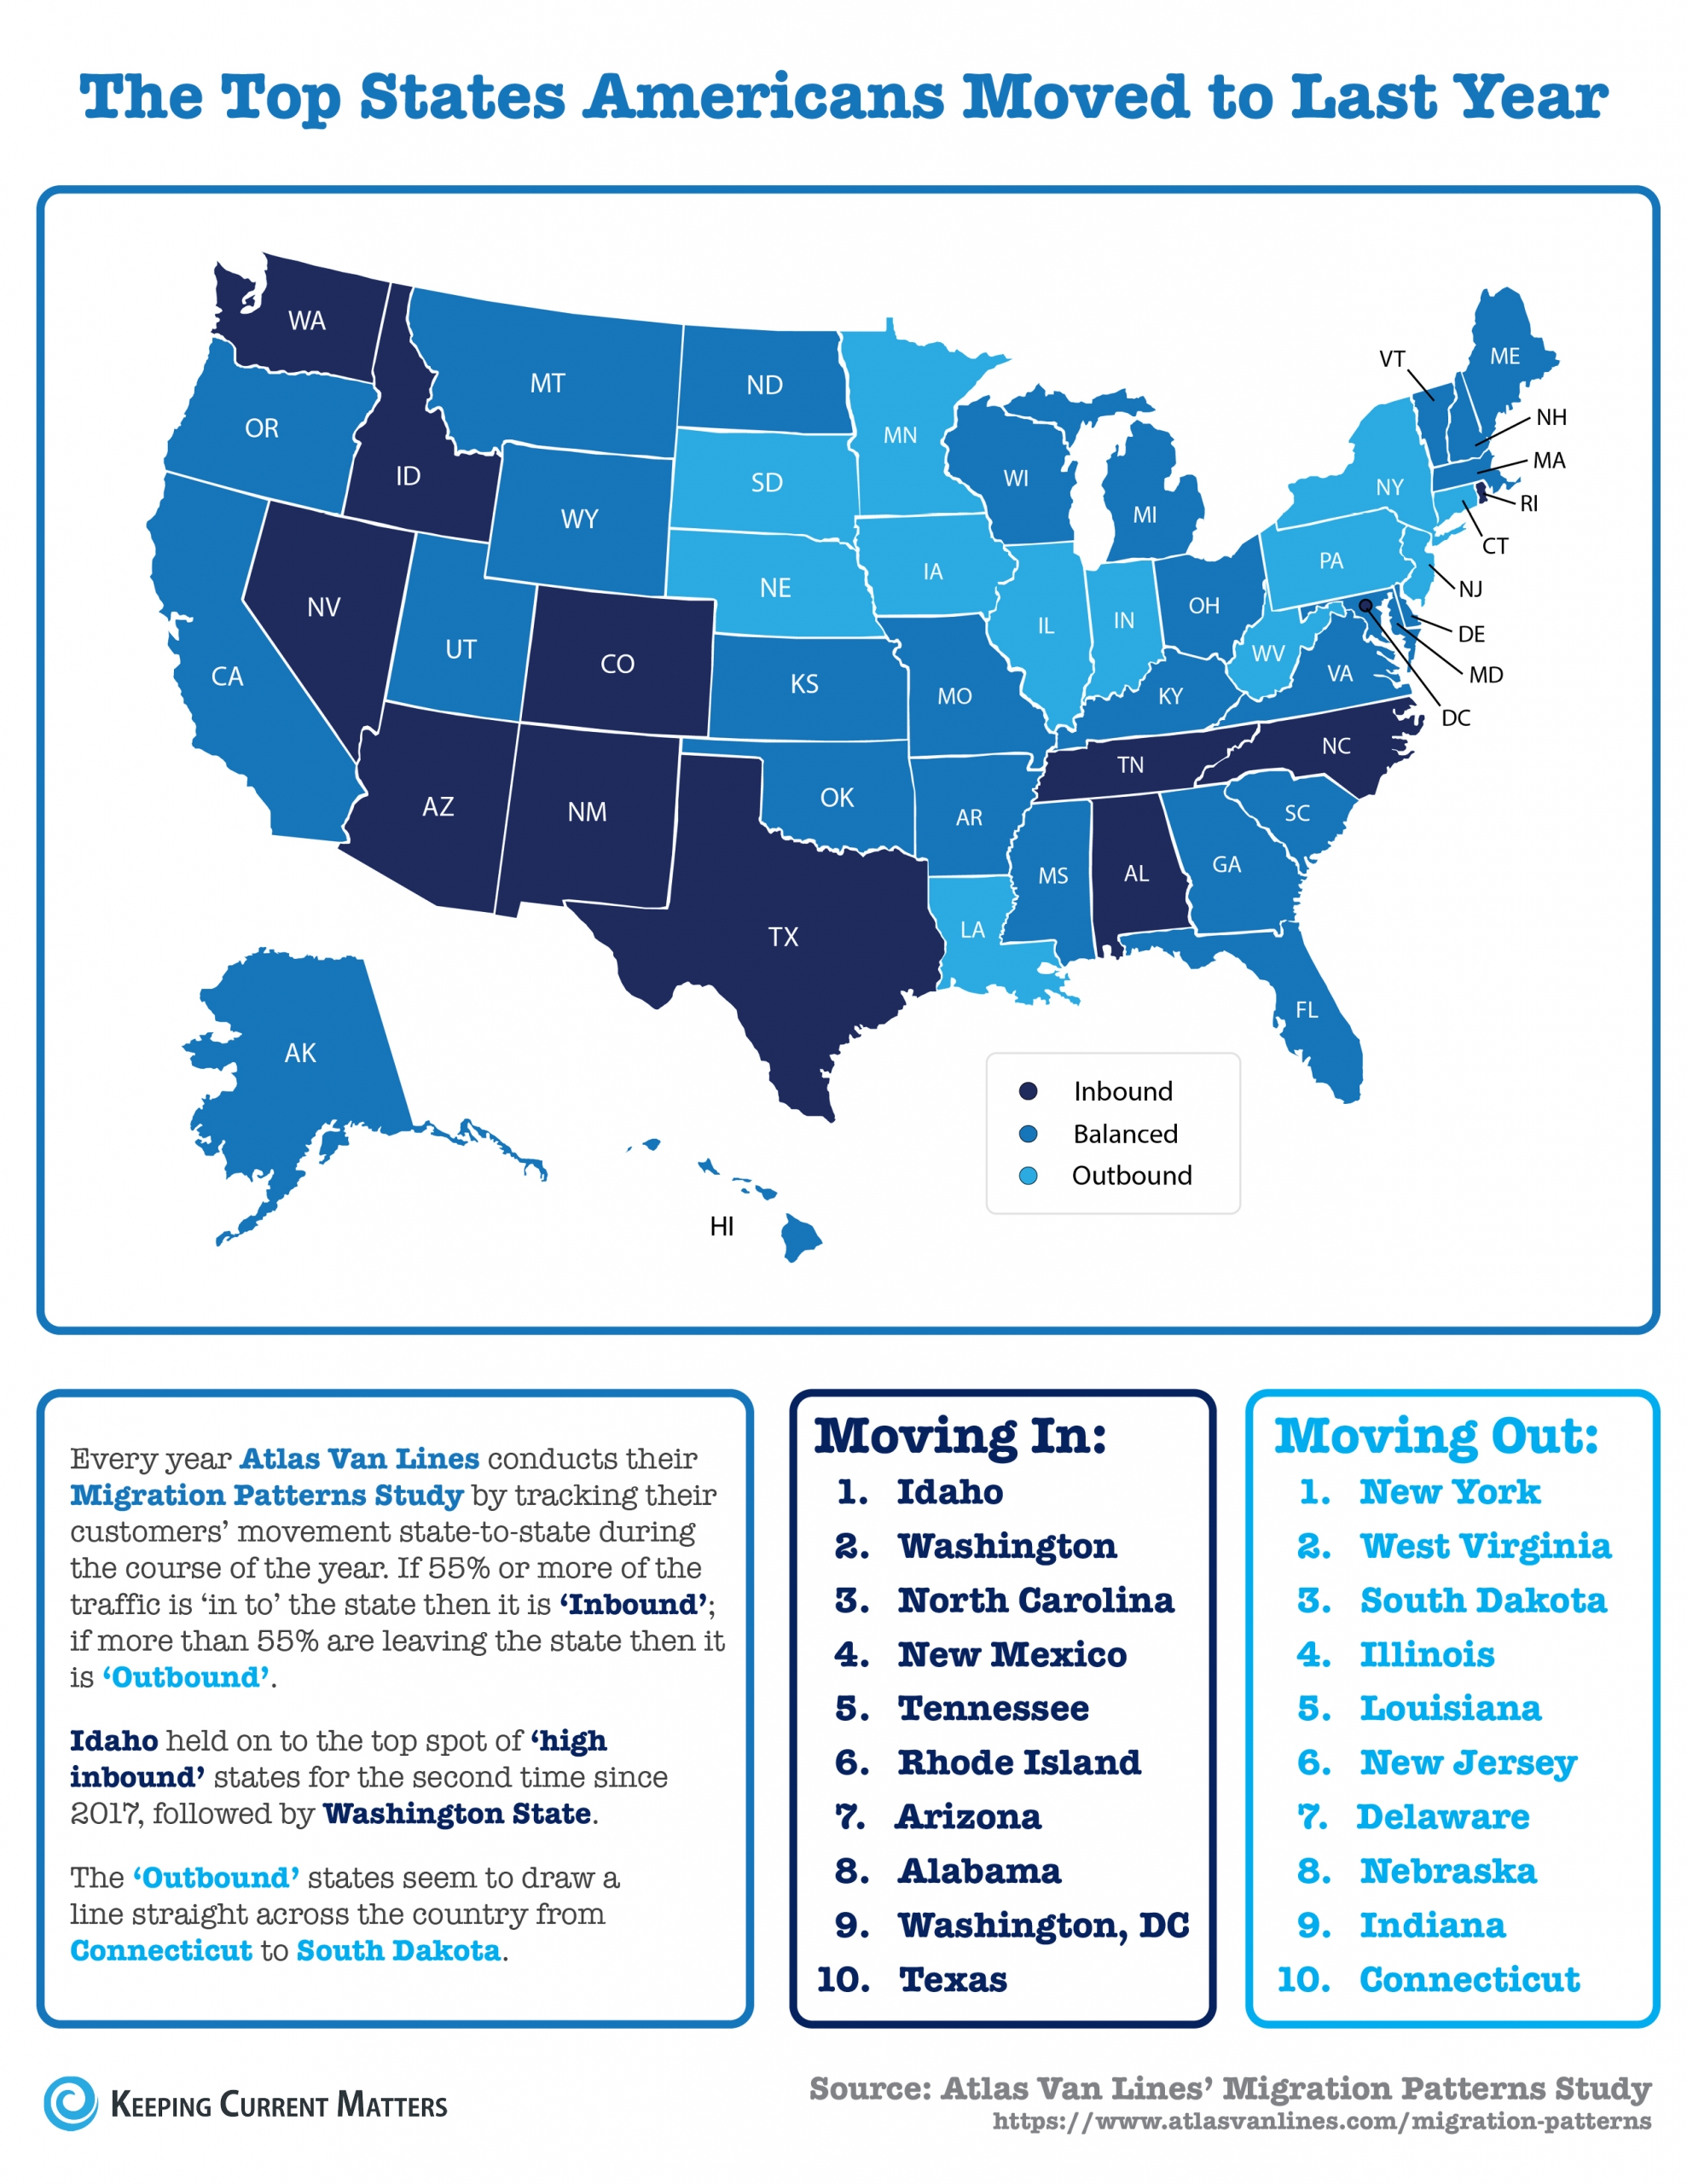 The Top States Americans Moved to Last Year
WA
MT
ND
MN
VT
ME
NH
OR
ID
WY
SD
WI
MI
NY
MA
RI
CT
NV
UT
CO
NE
IA
IL
IN
OH
PA
NJ
DE
MD
DC
CA
KS
MO
KY
WV
VA
AZ
NM
OK
AR
TN
NC
SC
TX
LA
MS
AL
GA
FL
AK
HI
Inbound
Balanced
Outbound
Every year Atlas Van Lines conducts their
Migration Patterns Study by tracking their
customers’ movement state-to-state during
the course of the year. If 55% or more of the
traffic is ‘in to’ the state then it is ‘Inbound’;
if more than 55% are leaving the state then it
is ‘Outbound’.
Idaho held on to the top spot of ‘high
inbound’ states for the second time since
2017, followed by Washington State.
The ‘Outbound’ states seem to draw a
line straight across the country from
Connecticut to South Dakota.
Moving In:
1. Idaho
2. Washington
3. North Carolina
4. New Mexico
5. Tennessee
6. Rhode Island
7. Arizona
8. Alabama
9. Washington, DC
10. Texas
Moving Out:
1. New York
2. West Virginia
3. South Dakota
4. Illinois
5. Louisiana
6. New Jersey
7. Delaware
8. Nebraska
9. Indiana
10. Connecticut
KEEPING CURRENT MATTERS
Source: Atlas Van Lines’ Migration Patterns Study
https://www.atlasvanlines.com/migration-patterns